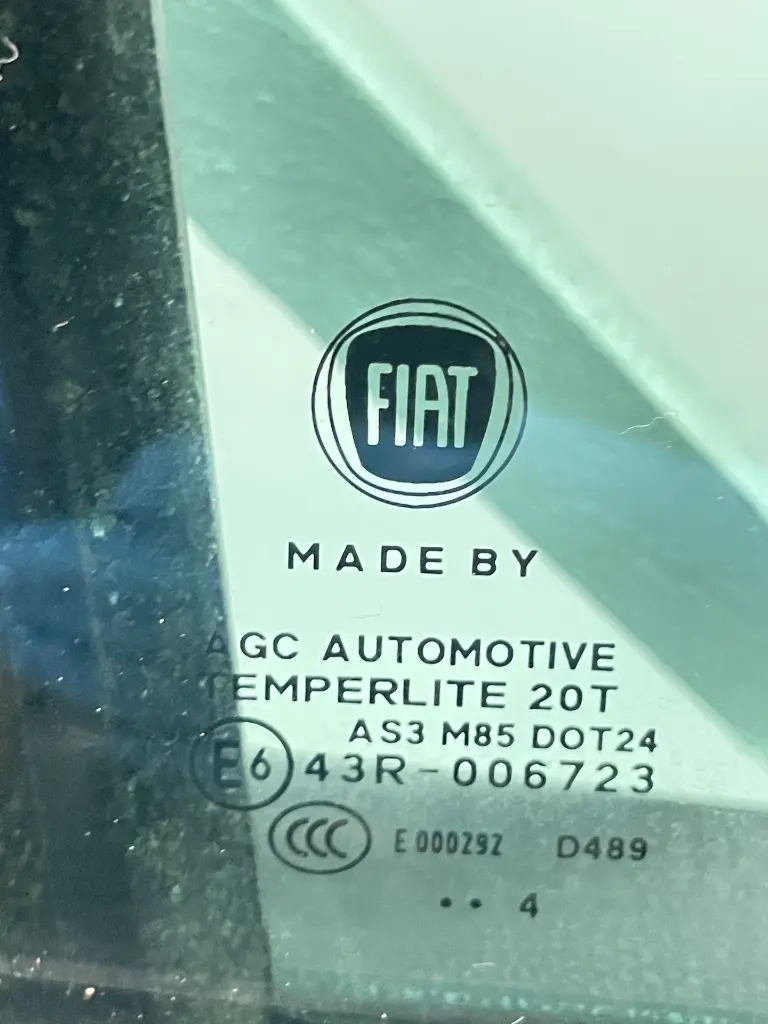 FIAT
MADE BY
AGC AUTOMOTIVE
TEMPERLITE 20T
AS3 M85 DOT24
E6 43R-006723
CCC E000292 D489
•• 4